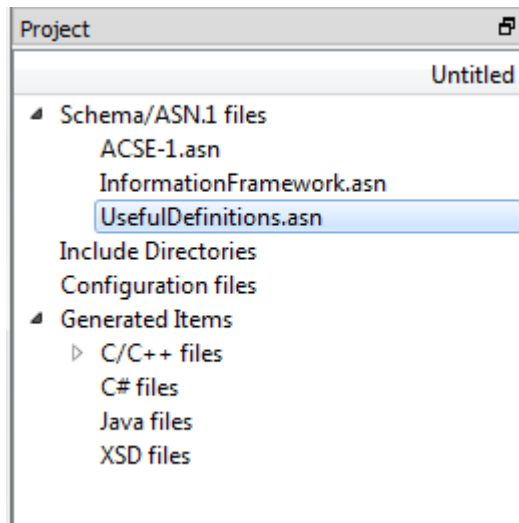 Project
Untitled
Schema/ASN.1 files
ACSE-1.asn
InformationFramework.asn
UsefulDefinitions.asn
Include Directories
Configuration files
Generated Items
C/C++ files
C# files
Java files
XSD files